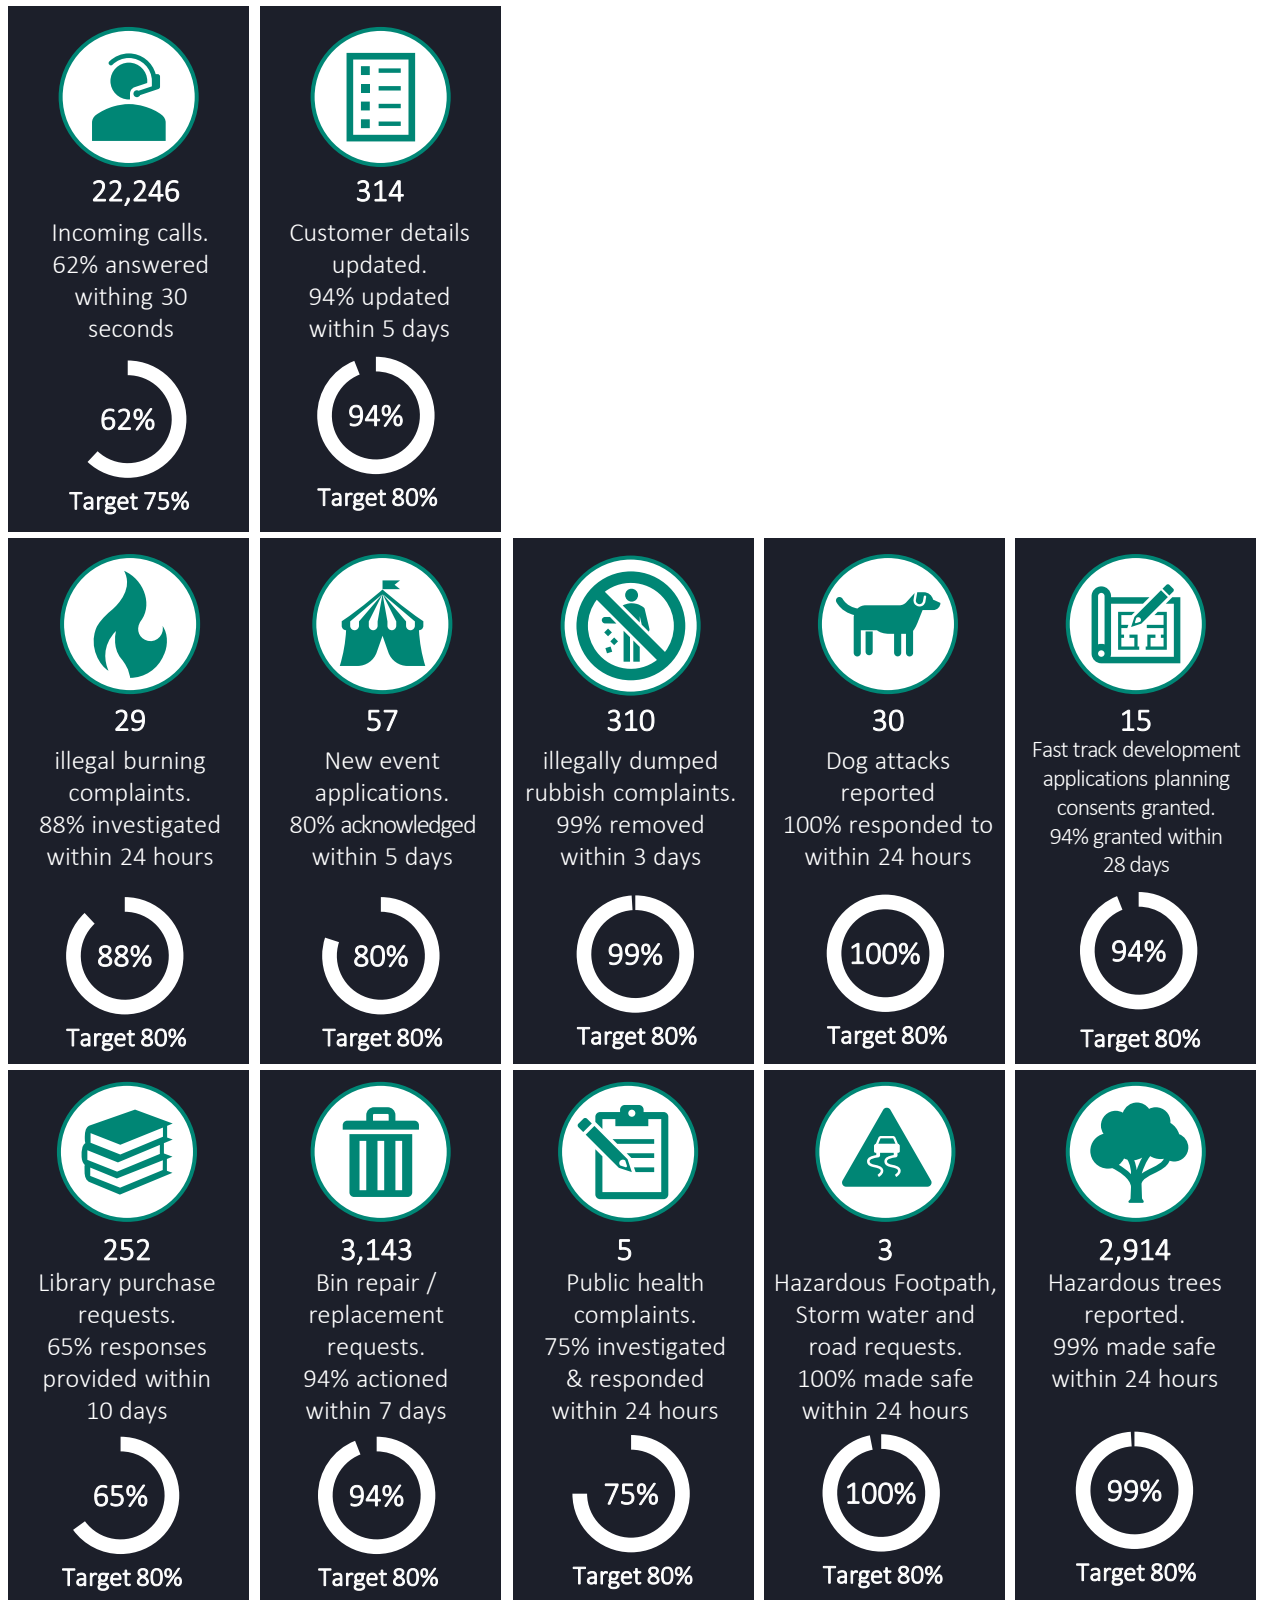 22,246
Incoming calls.
62% answered
withing 30
seconds
62%
Target 75%
314
Customer details
updated.
94% updated
within 5 days
94%
Target 80%
29
illegal burning
complaints.
88% investigated
within 24 hours
88%
Target 80%
57
New event
applications.
80% acknowledged
within 5 days
80%
Target 80%
310
illegally dumped
rubbish complaints.
99% removed
within 3 days
99%
Target 80%
30
Dog attacks
reported
100% responded to
within 24 hours
100%
Target 80%
15
Fast track development
applications planning
consents granted.
94% granted within
28 days
94%
Target 80%
252
Library purchase
requests.
65% responses
provided within
10 days
65%
Target 80%
3,143
Bin repair /
replacement
requests.
94% actioned
within 7 days
94%
Target 80%
5
Public health
complaints.
75% investigated
& responded
within 24 hours
75%
Target 80%
3
Hazardous Footpath,
Storm water and
road requests.
100% made safe
within 24 hours
100%
Target 80%
2,914
Hazardous trees
reported.
99% made safe
within 24 hours
99%
Target 80%